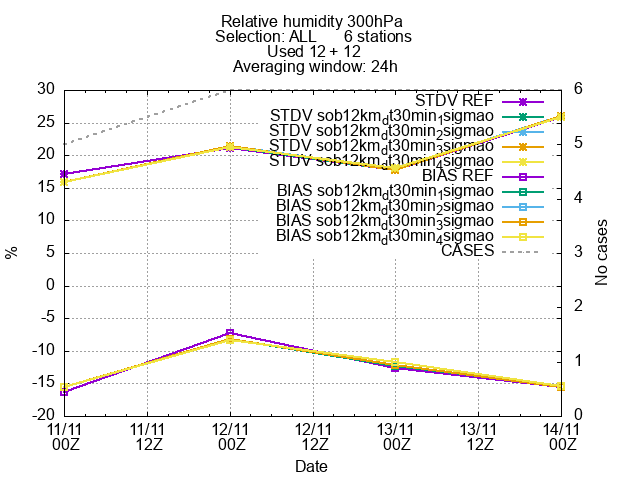 Relative humidity 300hPa
Selection: ALL 6 stations
Used 12 + 12
Averaging window: 24h
30
25
20
15
10
5
0
-5
-10
-15
-20
%
6
5
4
3
2
1
0
No cases
STDV REF
STDV sob12km_dt30min_1sigmao
STDV sob12km_dt30min_2sigmao
STDV sob12km_dt30min_3sigmao
STDV sob12km_dt30min_4sigmao
BIAS REF
BIAS sob12km_dt30min_1sigmao
BIAS sob12km_dt30min_2sigmao
BIAS sob12km_dt30min_3sigmao
BIAS sob12km_dt30min_4sigmao
CASES
11/11 11/11 12/11 12/11 13/11 13/11 14/11
00Z 12Z 00Z 12Z 00Z 12Z 00Z
Date